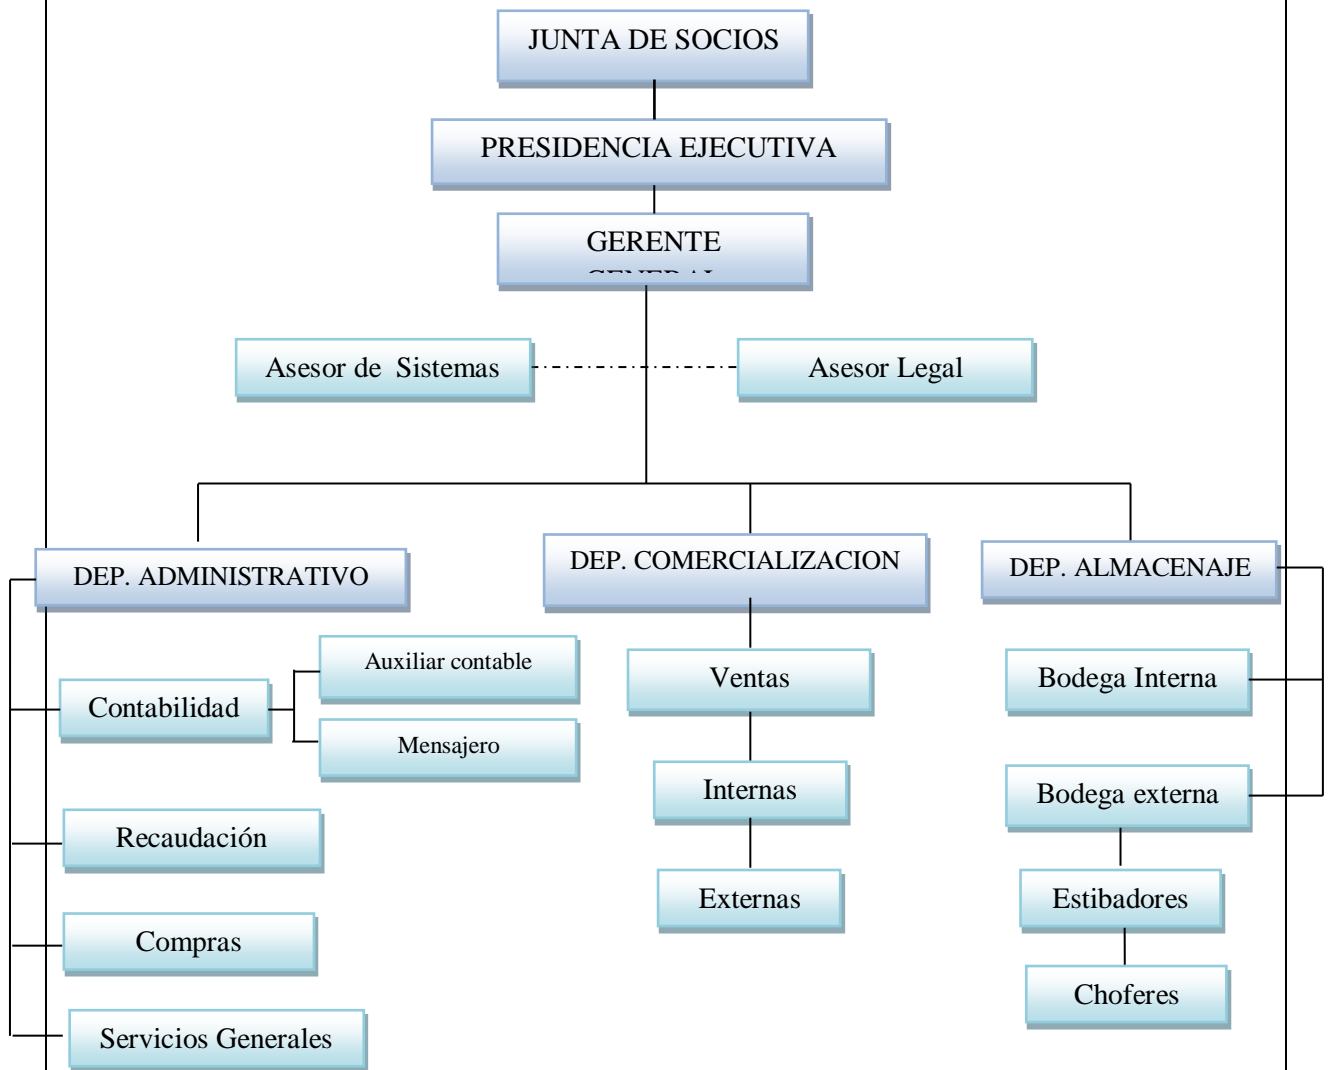 JUNTA DE SOCIOS
PRESIDENCIA EJECUTIVA
GERENTE
GENERAL
Asesor de  Sistemas
Asesor Legal
DEP. ADMINISTRATIVO
DEP. COMERCIALIZACION
DEP. ALMACENAJE
Contabilidad
Auxiliar contable
Mensajero
Recaudación
Compras
Servicios Generales
Ventas
Internas
Externas
Bodega Interna
Bodega externa
Estibadores
Choferes